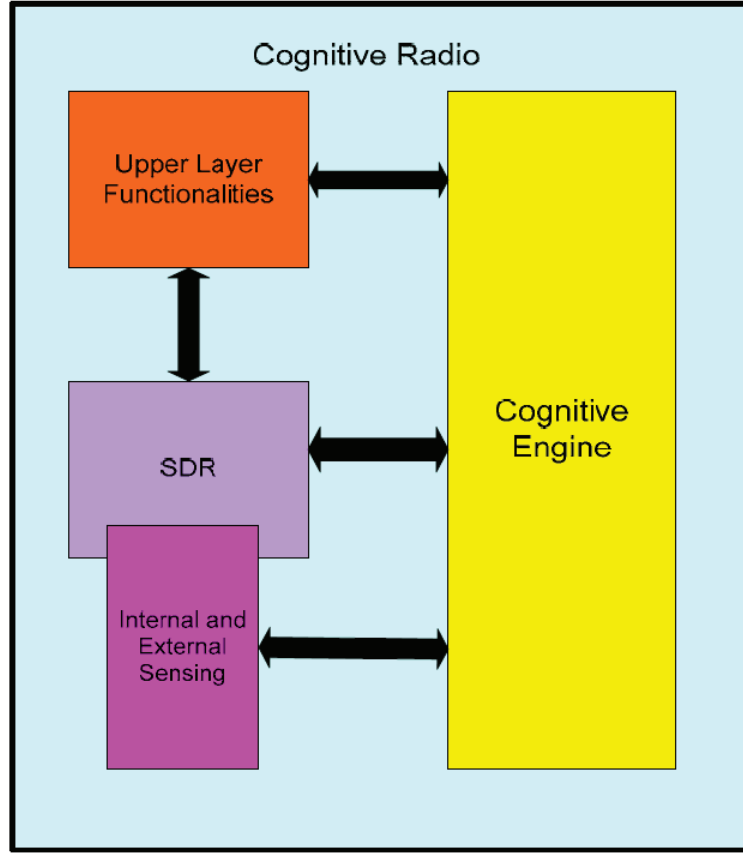 Cognitive Radio
Upper Layer
Functionalities
Cognitive
Engine
SDR
Internal and
External
Sensing